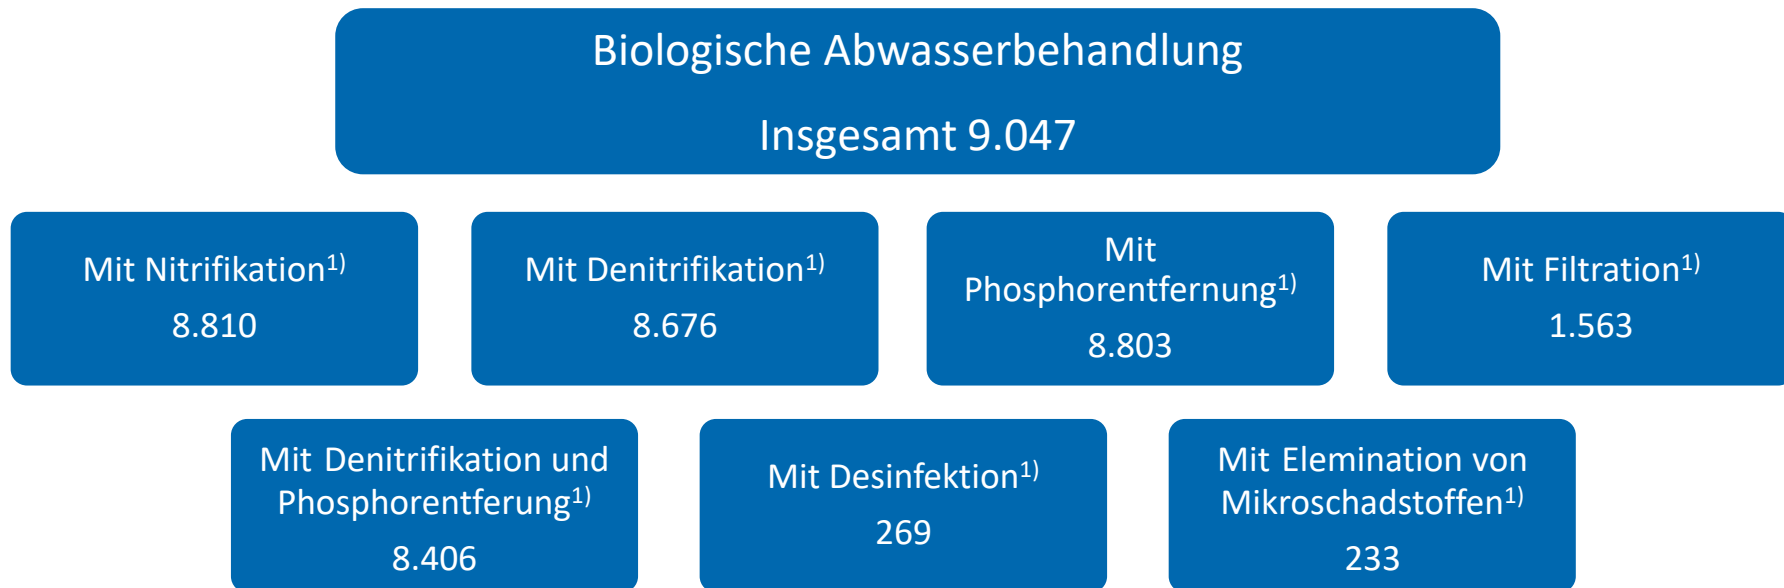 Biologische Abwasserbehandlung
Insgesamt 9.047
Mit Nitrifikation1)
8.810
Mit Denitrifikation1)
8.676
Mit
Phosphorentfernung1)
8.803
Mit Filtration1)
1.563
Mit Denitrifikation und
Phosphorentferung1)
8.406
Mit Desinfektion1)
269
Mit Elemination von
Mikroschadstoffen1)
233